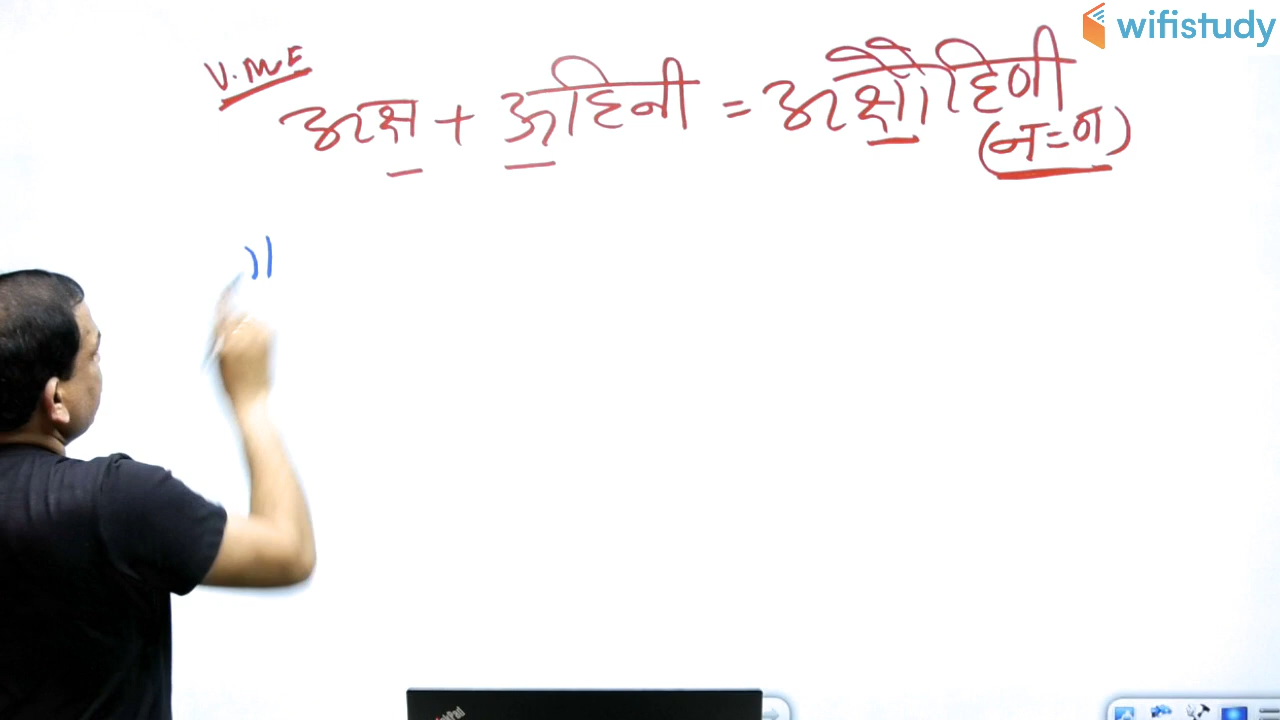 wifistudy
V. Imp
अक्ष + ऊहिनी = अक्षौहिणी
(न=ण)